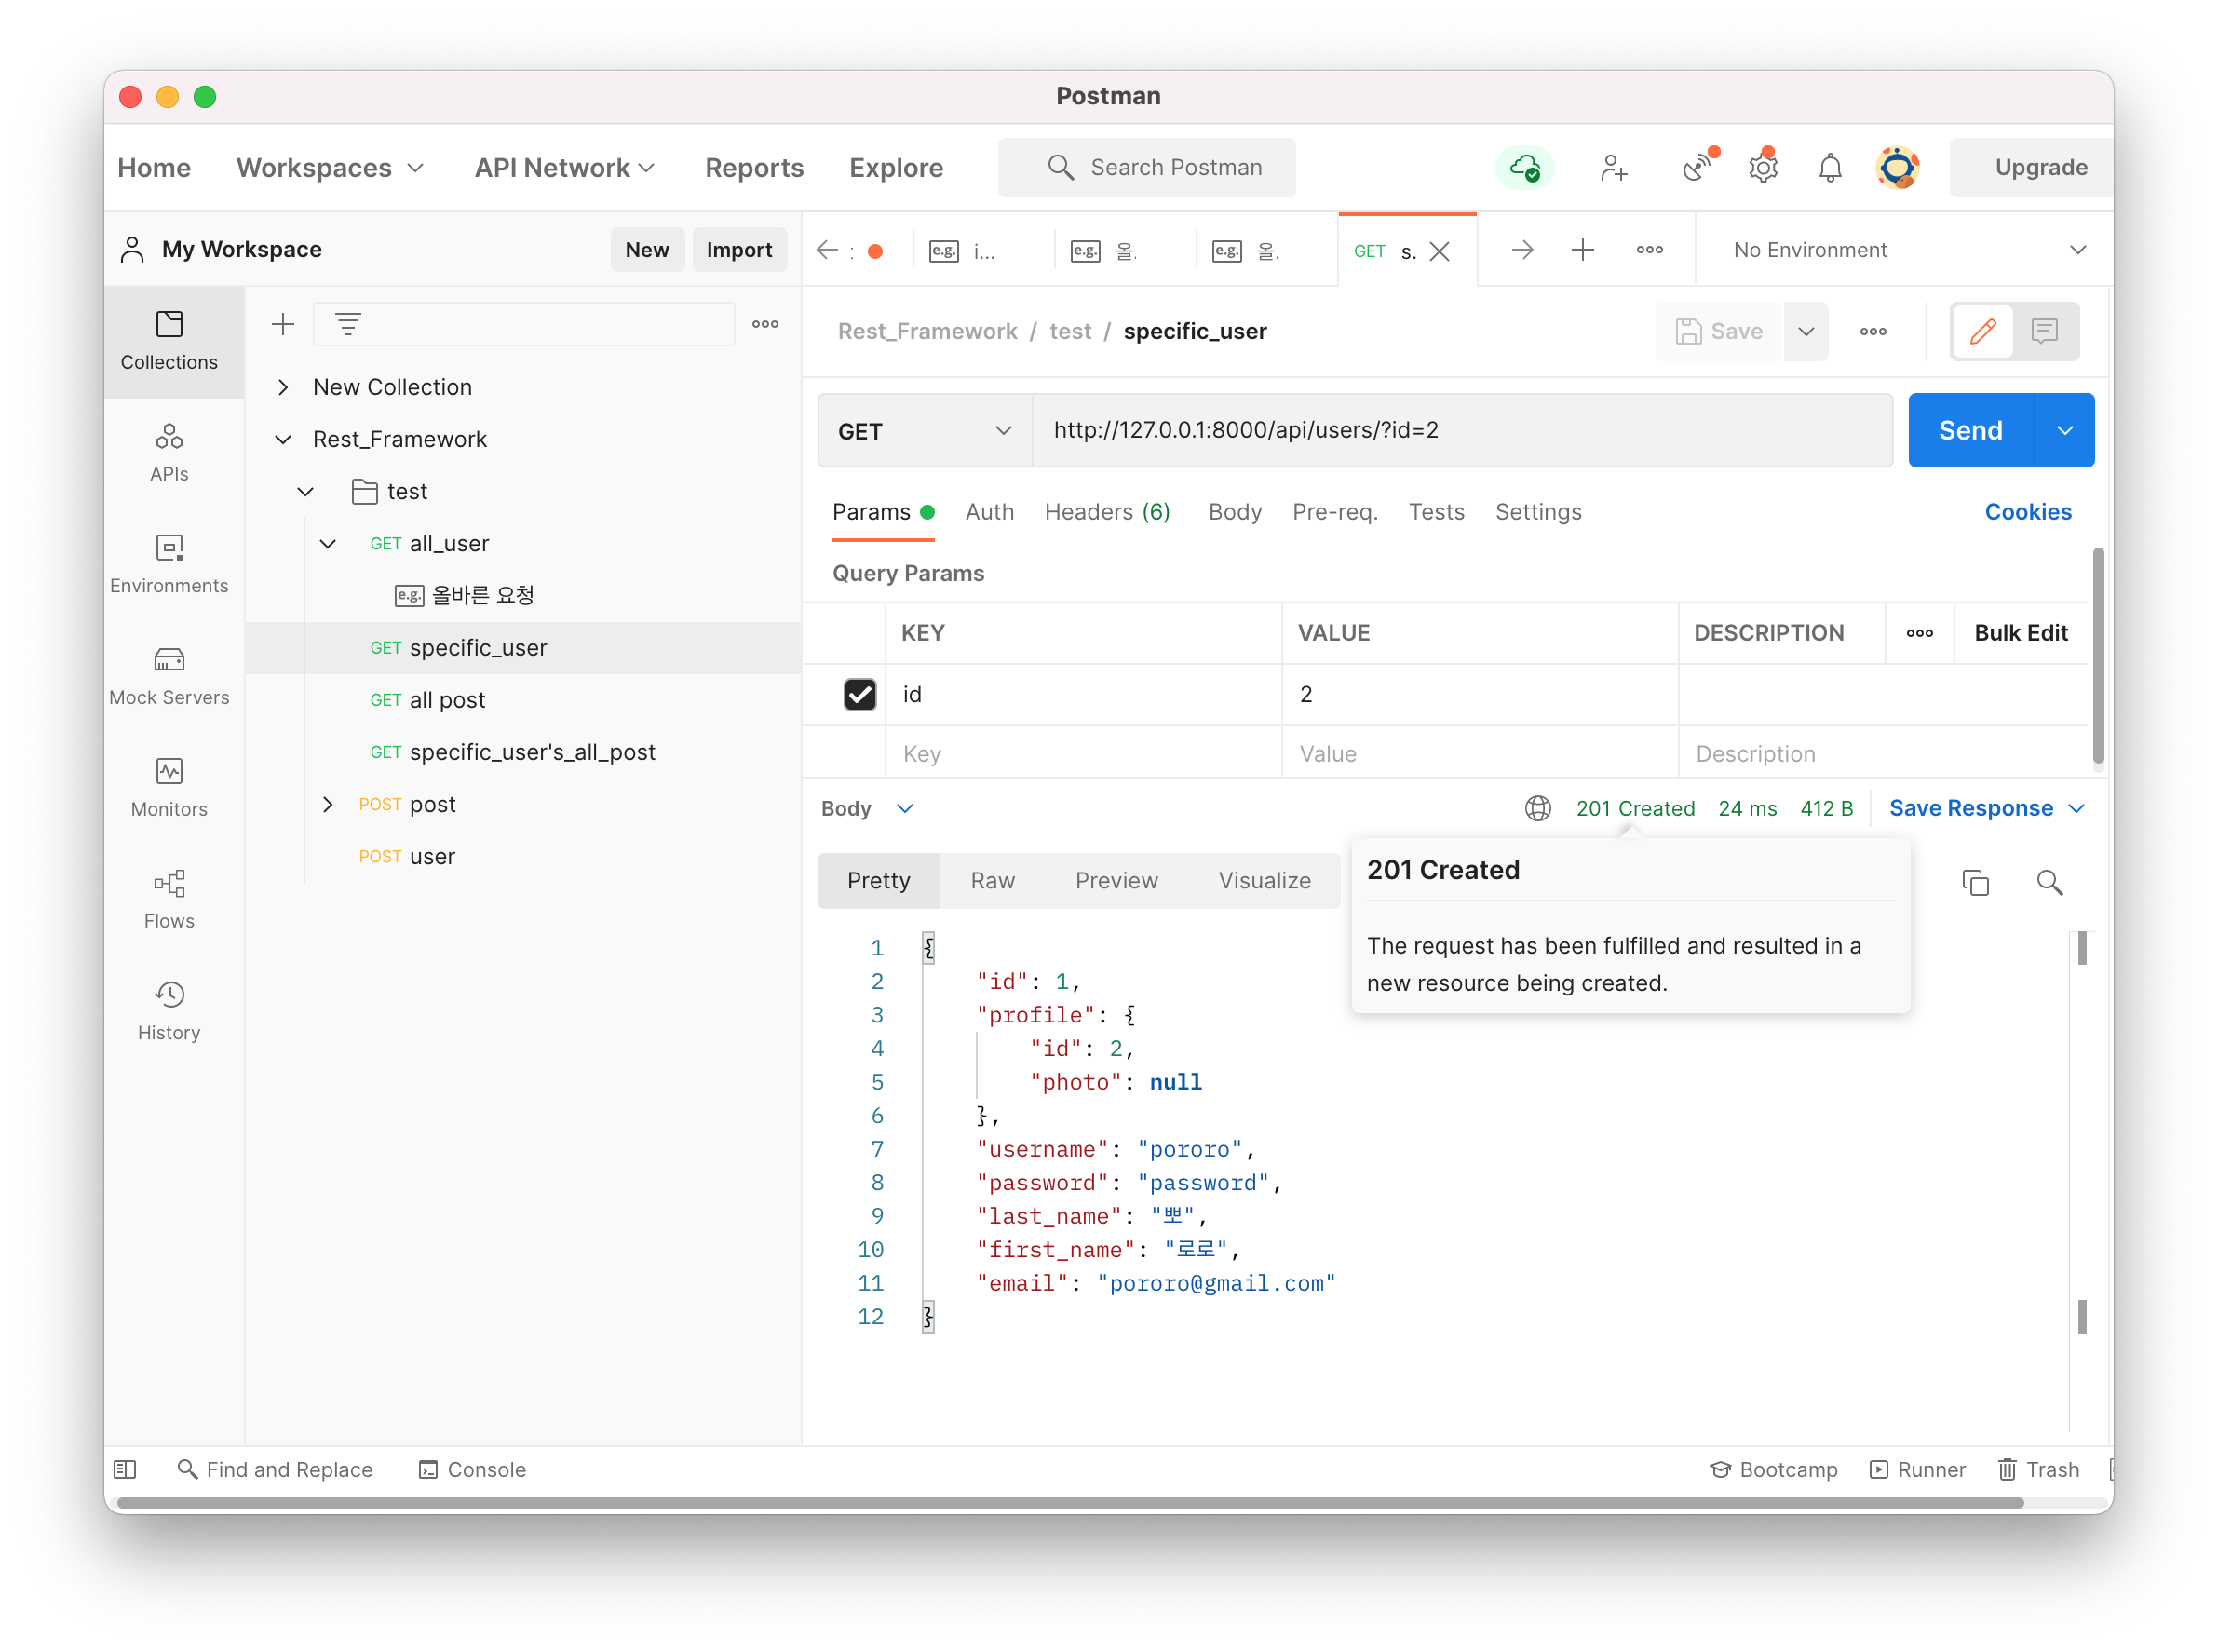 Postman
Home Workspaces API Network Reports Explore Search Postman Upgrade
My Workspace New Import
: e.g. i... e.g. 올. e.g. 올. GET s. No Environment
Collections
APIs
Environments
Mock Servers
Monitors
Flows
History
New Collection
Rest_Framework
test
GET all_user
e.g. 올바른 요청
GET specific_user
GET all post
GET specific_user's_all_post
POST post
POST user
Rest_Framework / test / specific_user Save
GET http://127.0.0.1:8000/api/users/?id=2 Send
Params Auth Headers (6) Body Pre-req. Tests Settings Cookies
Query Params
KEY VALUE DESCRIPTION Bulk Edit
id 2
Key Value Description
Body 201 Created 24 ms 412 B Save Response
Pretty Raw Preview Visualize
201 Created
The request has been fulfilled and resulted in a
new resource being created.
1 {
2 "id": 1,
3 "profile": {
4 "id": 2,
5 "photo": null
6 },
7 "username": "pororo",
8 "password": "password",
9 "last_name": "뽀",
10 "first_name": "로로",
11 "email": "pororo@gmail.com"
12 }
Find and Replace Console Bootcamp Runner Trash